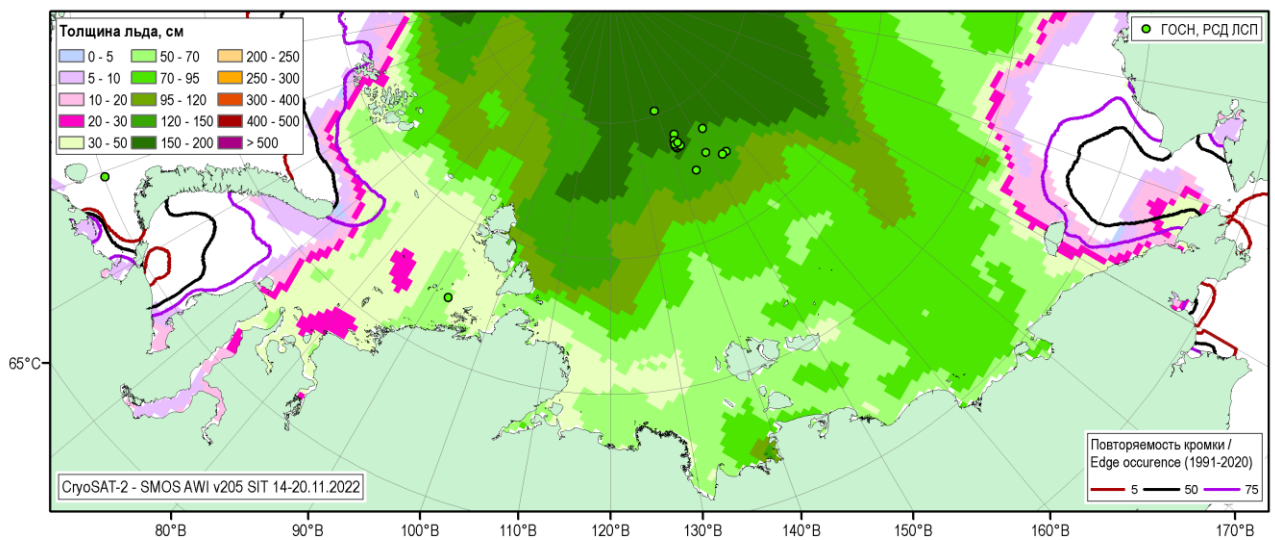 Толщина льда, см
0 - 5
50 - 70
200 - 250
5 - 10
70 - 95
250 - 300
10 - 20
95 - 120
300 - 400
20 - 30
120 - 150
400 - 500
30 - 50
150 - 200
> 500
ГОСН, РСД ЛСП
65°С
Повторяемость кромки /
Edge occurence (1991-2020)
5 50 75
CryoSAT-2 - SMOS AWI v205 SIT 14-20.11.2022
80°В 90°В 100°В 110°В 120°В 130°В 140°В 150°В 160°В 170°В